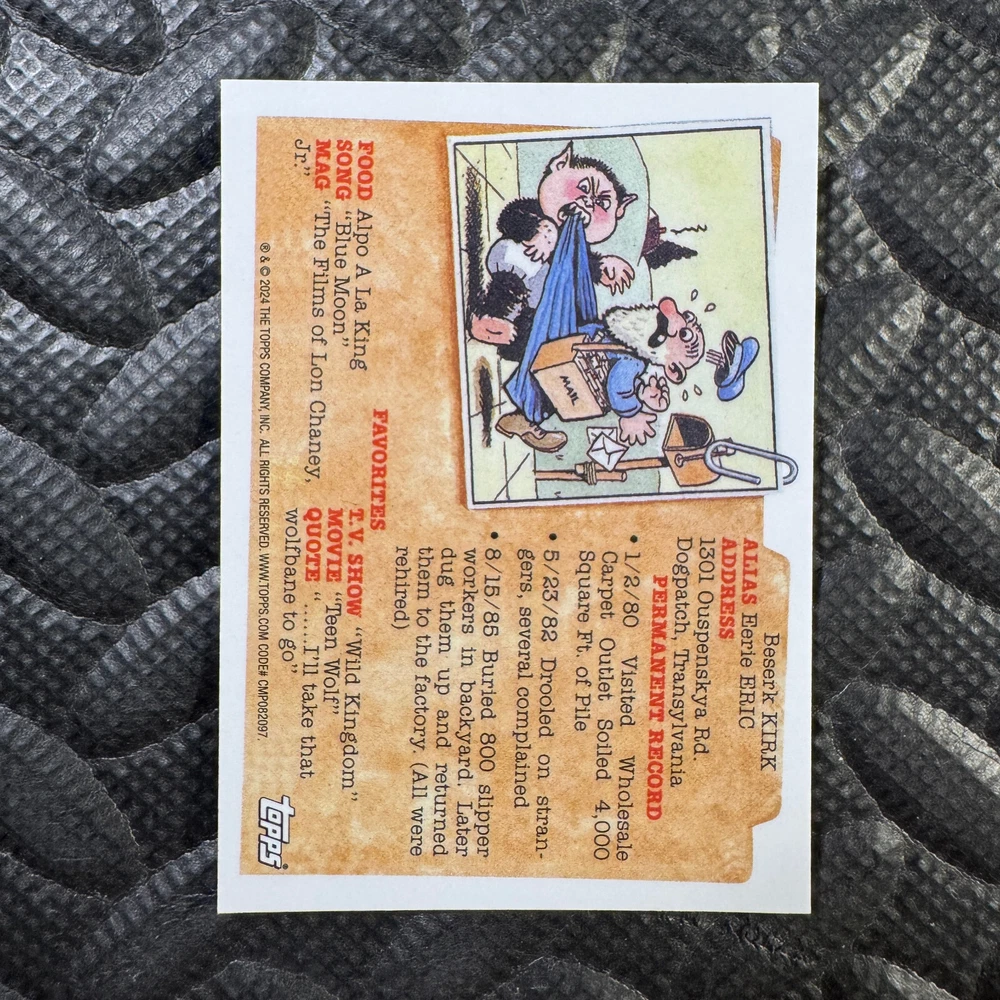 Beserk KIRK
ALIAS Eerie ERIC
ADDRESS
1301 Ouspenskya Rd.
Dogpatch, Transylvania
PERMANENT RECORD
• 1/2/80 Visited Wholesale
Carpet Outlet Soiled 4,000
Square Ft. of Pile
• 5/23/82 Drooled on stran-
gers, several complained
• 8/15/85 Buried 800 slipper
workers in backyard. Later
dug them up and returned
them to the factory. (All were
rehired)
MAIL
FAVORITES
FOOD Alpo A La King
SONG "Blue Moon"
MAG "The Films of Lon Chaney,
Jr."
T.V. SHOW "Wild Kingdom"
MOVIE "Teen Wolf"
QUOTE "......I'll take that
wolfbane to go"
® & © 2024 THE TOPPS COMPANY, INC. ALL RIGHTS RESERVED. WWW.TOPPS.COM CODE# CMP082097.
topps®